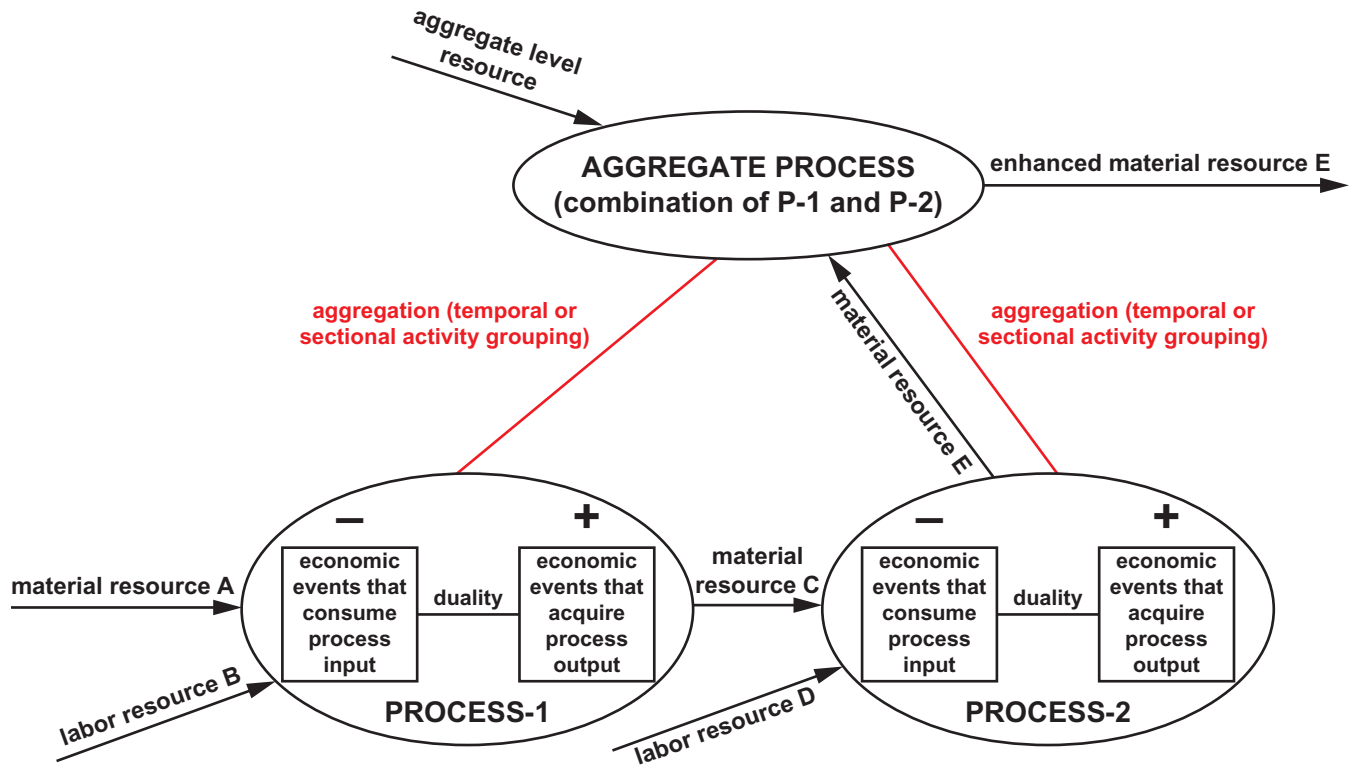 aggregate level
resource
AGGREGATE PROCESS
(combination of P-1 and P-2)
enhanced material resource E
aggregation (temporal or
sectional activity grouping)
material resource E
aggregation (temporal or
sectional activity grouping)
material resource A
labor resource B
–
+
economic
events that
consume
process
input
duality
economic
events that
acquire
process
output
PROCESS-1
material
resource C
labor resource D
–
+
economic
events that
consume
process
input
duality
economic
events that
acquire
process
output
PROCESS-2